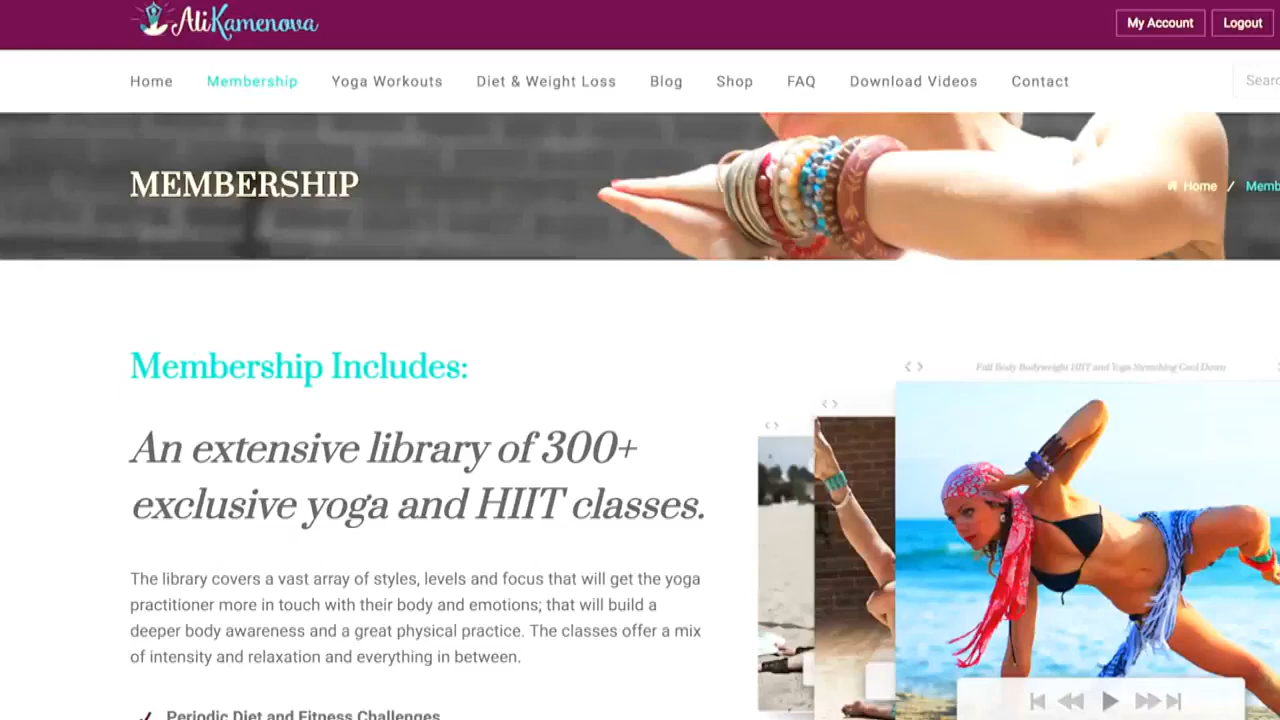 AliKamenova
My Account
Logout
Home
Membership
Yoga Workouts
Diet & Weight Loss
Blog
Shop
FAQ
Download Videos
Contact
Searc
MEMBERSHIP
Home / Memb
Membership Includes:
Full Body Bodyweight HIIT and Yoga Stretching Cool Down
An extensive library of 300+
exclusive yoga and HIIT classes.
The library covers a vast array of styles, levels and focus that will get the yoga
practitioner more in touch with their body and emotions; that will build a
deeper body awareness and a great physical practice. The classes offer a mix
of intensity and relaxation and everything in between.
Periodic Diet and Fitness Challenges